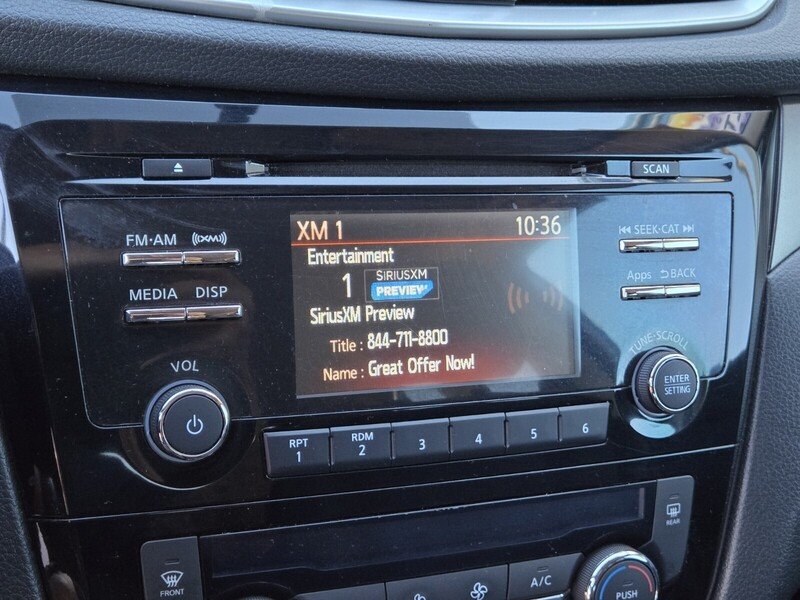 SCAN
FM·AM ((XM))
MEDIA DISP
VOL
XM 1 10:36
Entertainment
1 SIRIUSXM
PREVIEW
SiriusXM Preview
Title : 844-711-8800
Name : Great Offer Now!
SEEK·CAT
Apps BACK
TUNE·SCROLL
ENTER
SETTING
RPT
1
RDM
2
3
4
5
6
REAR
FRONT
A/C
PUSH